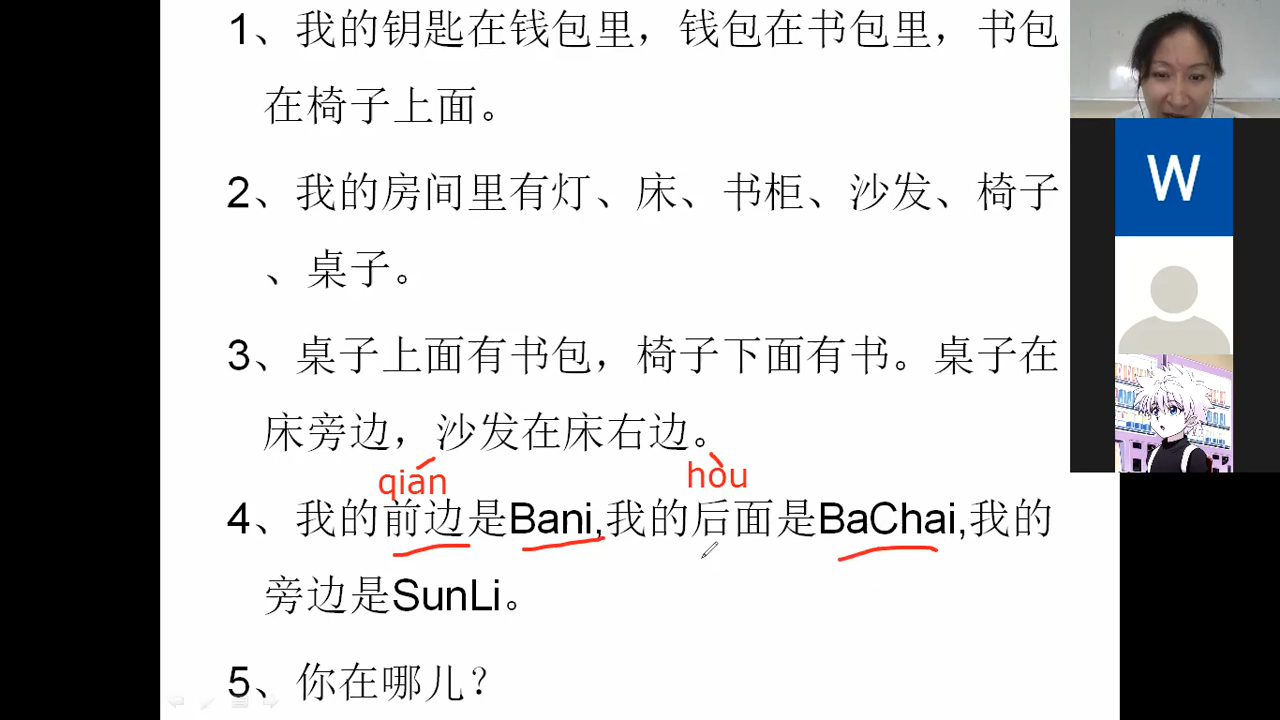 1、我的钥匙在钱包里，钱包在书包里，书包
在椅子上面。
2、我的房间里有灯、床、书柜、沙发、椅子
、桌子。
3、桌子上面有书包，椅子下面有书。桌子在
床旁边，沙发在床右边。
qian hou
4、我的前边是Bani,我的后面是BaChai,我的
旁边是SunLi。
5、你在哪儿？
W